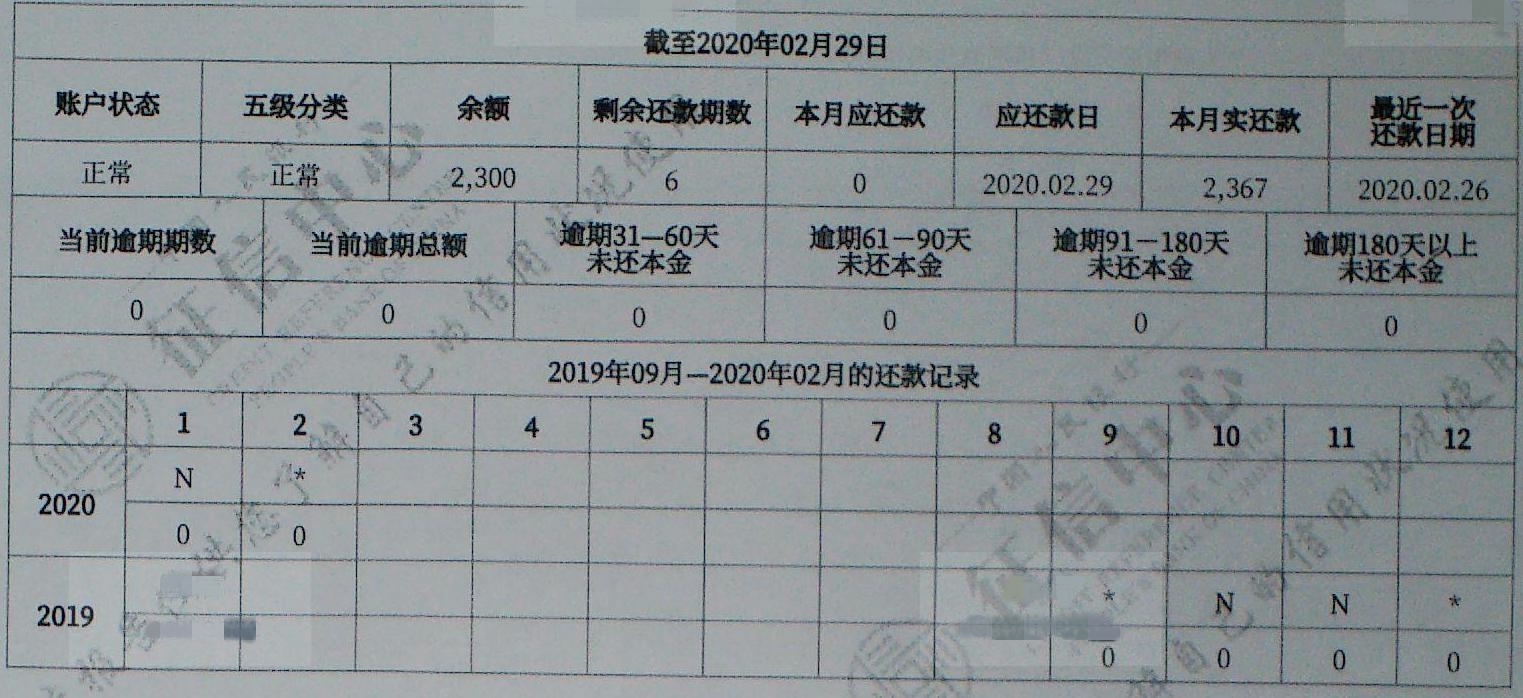 截至2020年02月29日
账户状态 五级分类 余额 剩余还款期数 本月应还款 应还款日 本月实还款 最近一次
还款日期
正常 正常 2,300 6 0 2020.02.29 2,367 2020.02.26
当前逾期期数 当前逾期总额 逾期31—60天 逾期61—90天 逾期91—180天 逾期180天以上
未还本金 未还本金 未还本金 未还本金
0 0 0 0 0 0
2019年09月—2020年02月的还款记录
1 2 3 4 5 6 7 8 9 10 11 12
2020
N *
0 0
2019
* N N *
0 0 0 0
征信中心
征信中心
解自己的信用状况使用
自己的信用状况使用